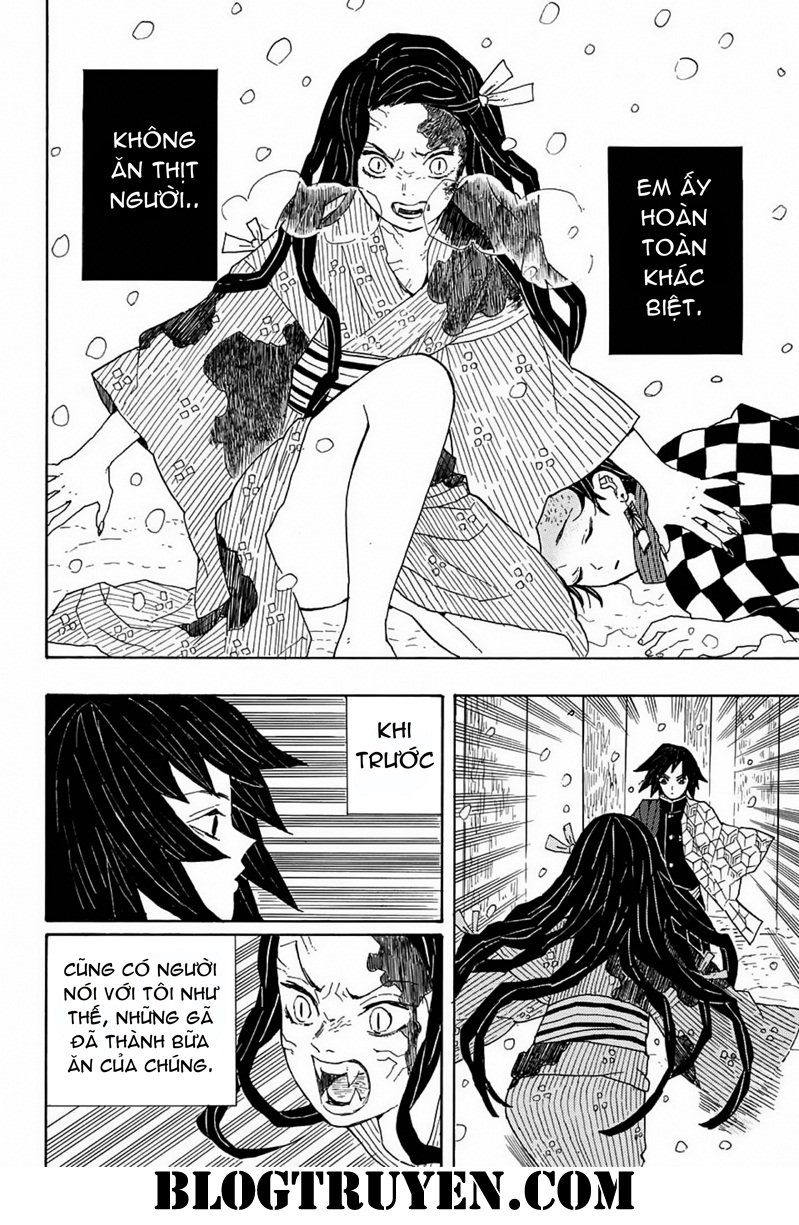 EM ẤY
HOÀN
TOÀN
KHÁC
BIỆT.
KHÔNG
ĂN THỊT
NGƯỜI..
KHI
TRƯỚC
CŨNG CÓ NGƯỜI
NÓI VỚI TÔI NHƯ
THẾ, NHỮNG GÃ
ĐÃ THÀNH BỮA
ĂN CỦA CHÚNG.
BLOGTRUYEN.COM